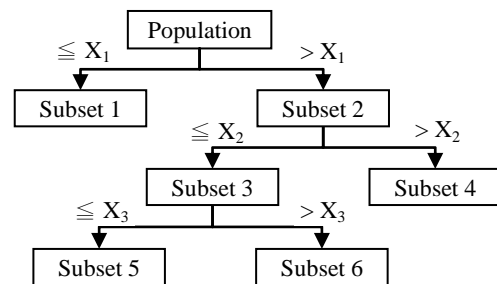 Population
≦ X₁ > X₁
Subset 1 Subset 2
≦ X₂ > X₂
Subset 3 Subset 4
≦ X₃ > X₃
Subset 5 Subset 6